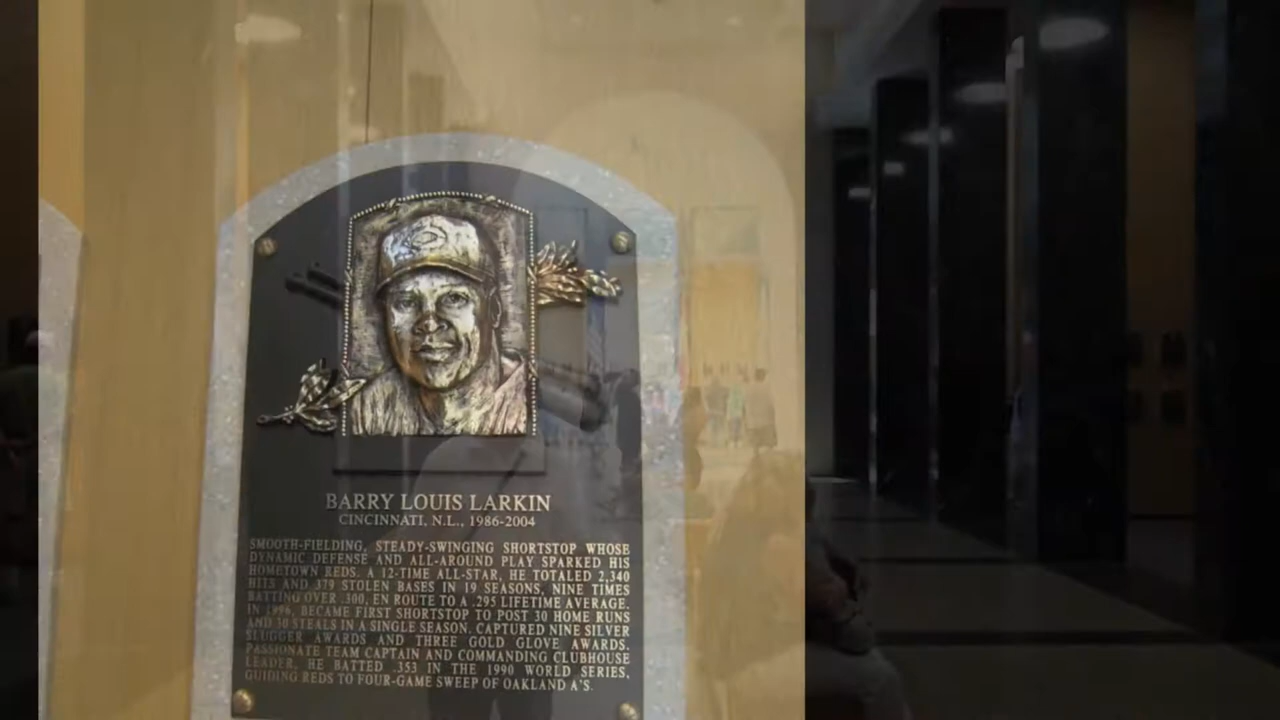 BARRY LOUIS LARKIN
CINCINNATI, N.L., 1986-2004
SMOOTH-FIELDING, STEADY-SWINGING SHORTSTOP WHOSE
DYNAMIC DEFENSE AND ALL-AROUND PLAY SPARKED HIS
HOMETOWN REDS. A 12-TIME ALL-STAR, HE TOTALED 2,340
HITS AND 379 STOLEN BASES IN 19 SEASONS, NINE TIMES
BATTING OVER .300, EN ROUTE TO A .295 LIFETIME AVERAGE.
IN 1996, BECAME FIRST SHORTSTOP TO POST 30 HOME RUNS
AND 30 STEALS IN A SINGLE SEASON. CAPTURED NINE SILVER
SLUGGER AWARDS AND THREE GOLD GLOVE AWARDS.
PASSIONATE TEAM CAPTAIN AND COMMANDING CLUBHOUSE
LEADER, HE BATTED .353 IN THE 1990 WORLD SERIES,
GUIDING REDS TO FOUR-GAME SWEEP OF OAKLAND A'S.